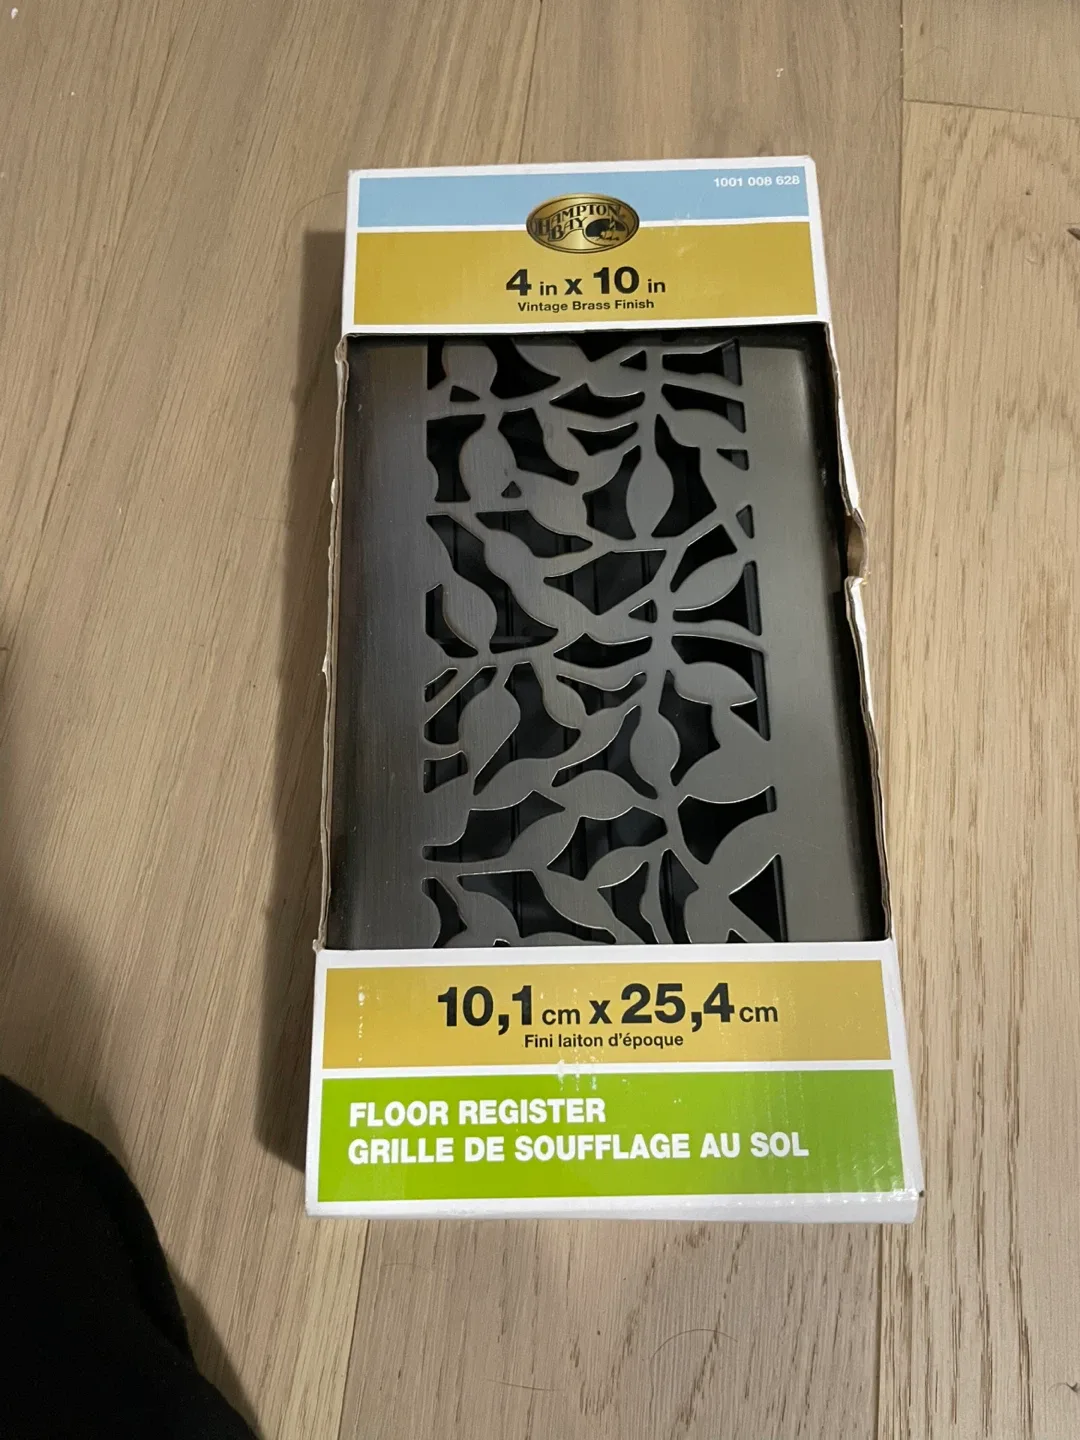 1001 008 628
HAMPTON
BAY
4 in x 10 in
Vintage Brass Finish
10,1 cm x 25,4 cm
Fini laiton d'époque
FLOOR REGISTER
GRILLE DE SOUFFLAGE AU SOL